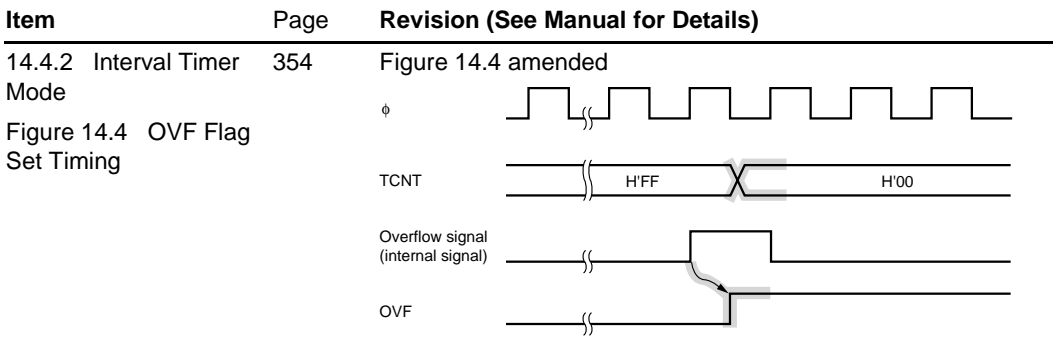 Item Page Revision (See Manual for Details)
14.4.2 Interval Timer Mode 354 Figure 14.4 amended
Figure 14.4 OVF Flag Set Timing
ϕ
TCNT H'FF H'00
Overflow signal
(internal signal)
OVF